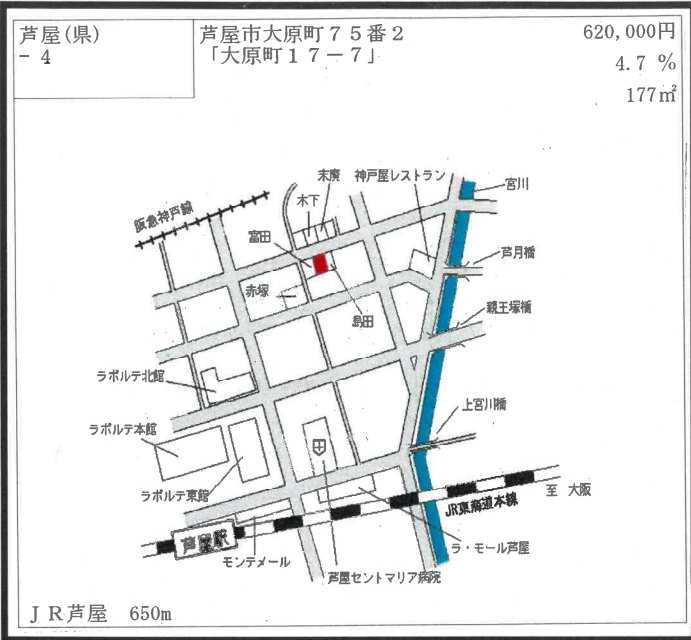 芦屋(県)
- 4
芦屋市大原町７５番２
「大原町１７－７」
620,000円
4.7 %
177㎡
末廣
神戸屋レストラン
宮川
木下
阪急神戸線
富田
芦月橋
赤塚
島田
親王塚橋
ラポルテ北館
上宮川橋
ラポルテ本館
ラポルテ東館
至 大阪
JR東海道本線
芦屋駅
モンテメール
ラ・モール芦屋
芦屋セントマリア病院
ＪＲ芦屋 650m